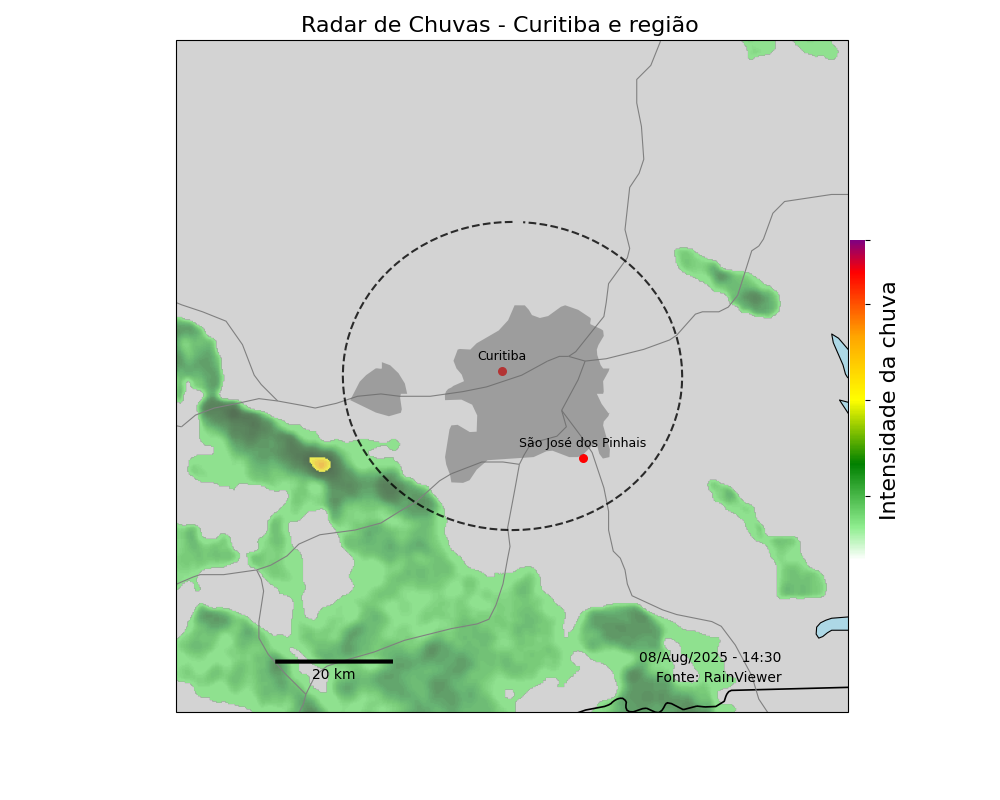 Radar de Chuvas - Curitiba e região
Curitiba
São José dos Pinhais
Intensidade da chuva
08/Aug/2025 - 14:30
Fonte: RainViewer
20 km